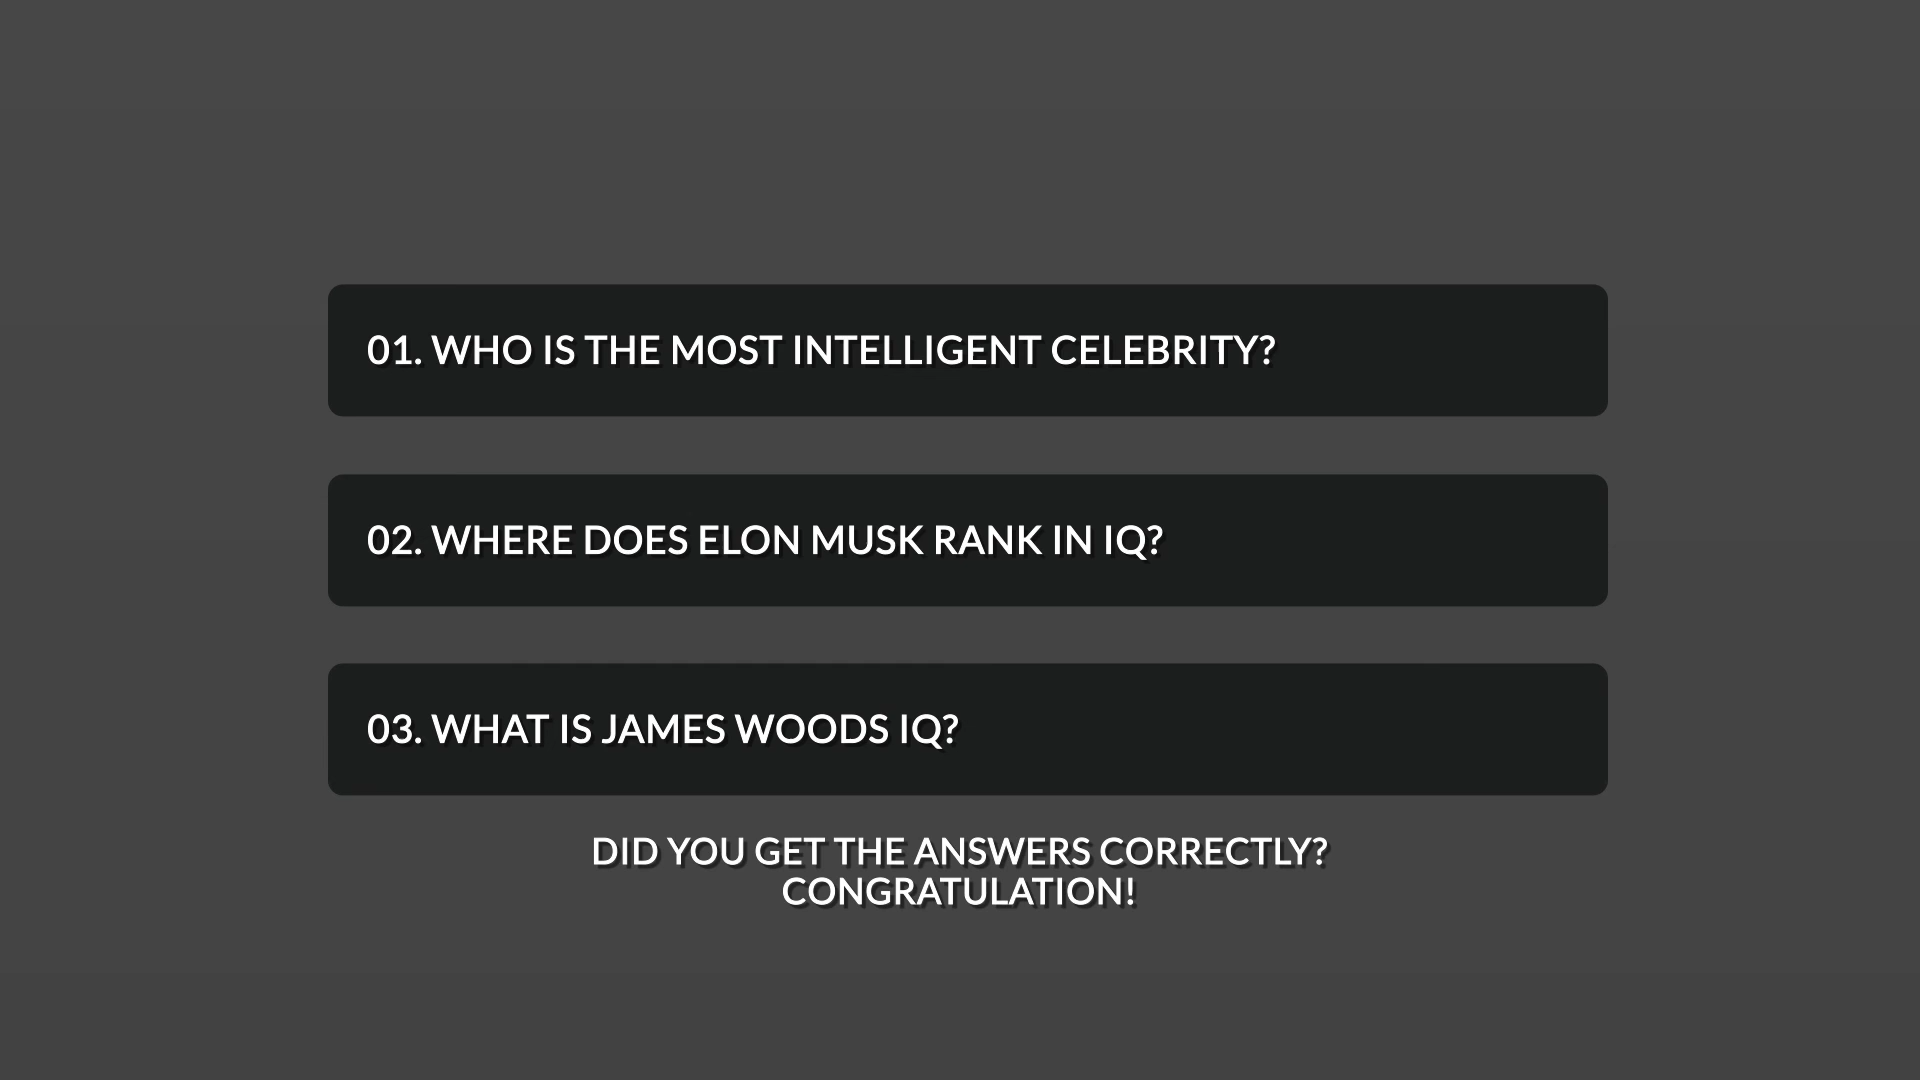 01. WHO IS THE MOST INTELLIGENT CELEBRITY?
02. WHERE DOES ELON MUSK RANK IN IQ?
03. WHAT IS JAMES WOODS IQ?
DID YOU GET THE ANSWERS CORRECTLY?
CONGRATULATION!